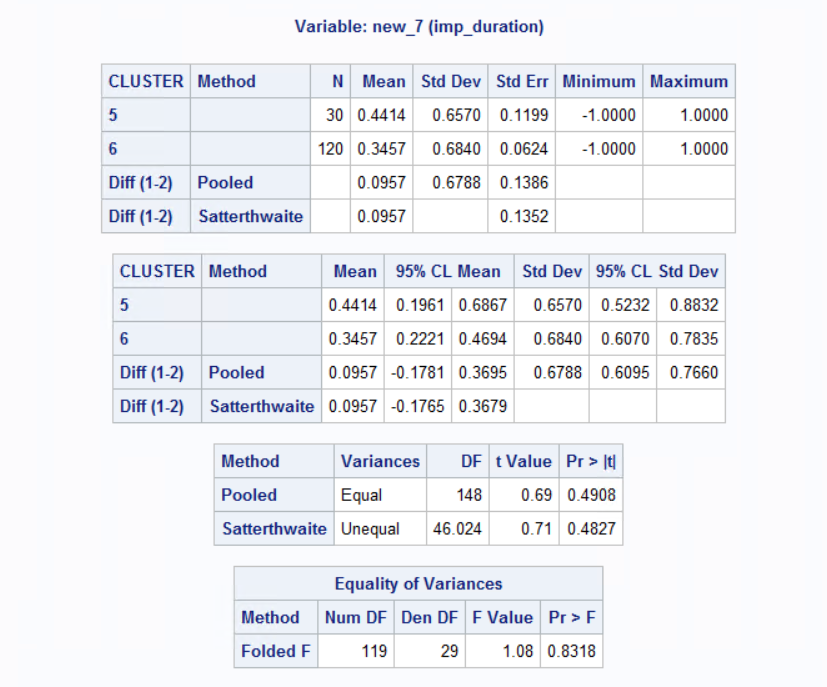 Variable: new_7 (imp_duration)
CLUSTER Method N Mean Std Dev Std Err Minimum Maximum
5 30 0.4414 0.6570 0.1199 -1.0000 1.0000
6 120 0.3457 0.6840 0.0624 -1.0000 1.0000
Diff (1-2) Pooled 0.0957 0.6788 0.1386
Diff (1-2) Satterthwaite 0.0957 0.1352
CLUSTER Method Mean 95% CL Mean Std Dev 95% CL Std Dev
5 0.4414 0.1961 0.6867 0.6570 0.5232 0.8832
6 0.3457 0.2221 0.4694 0.6840 0.6070 0.7835
Diff (1-2) Pooled 0.0957 -0.1781 0.3695 0.6788 0.6095 0.7660
Diff (1-2) Satterthwaite 0.0957 -0.1765 0.3679
Method Variances DF t Value Pr > |t|
Pooled Equal 148 0.69 0.4908
Satterthwaite Unequal 46.024 0.71 0.4827
Equality of Variances
Method Num DF Den DF F Value Pr > F
Folded F 119 29 1.08 0.8318